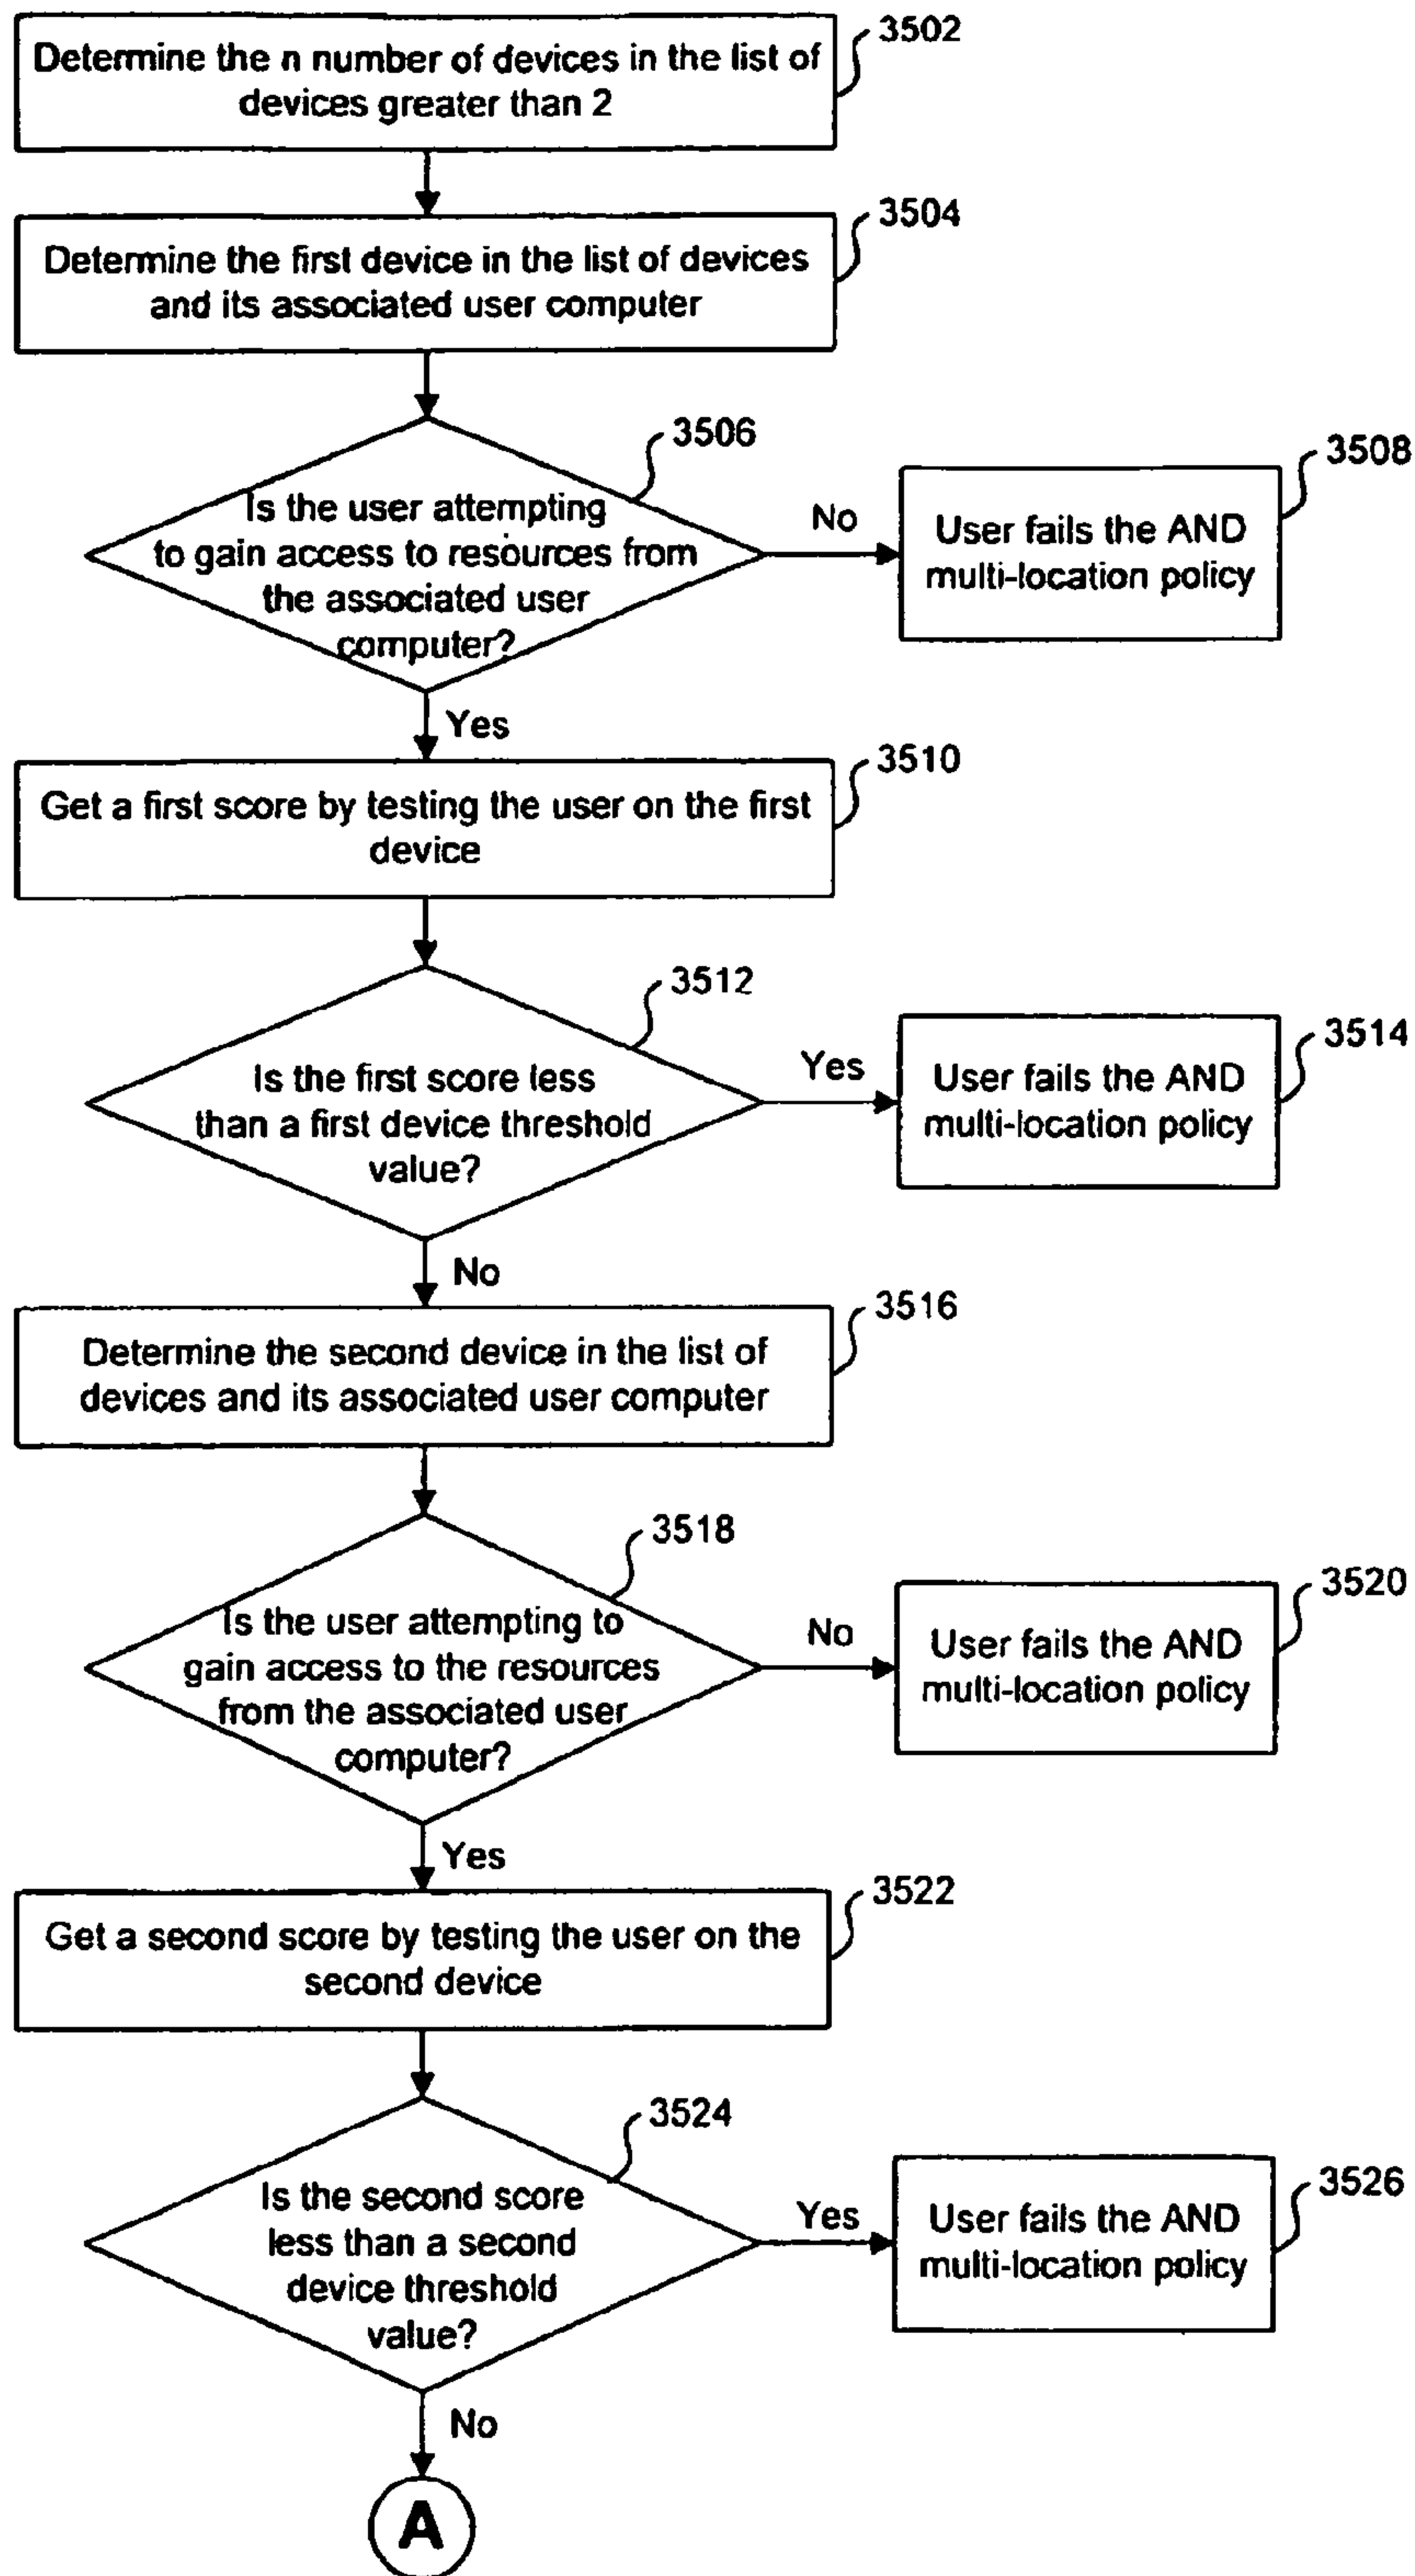 3502
Determine the n number of devices in the list of
devices greater than 2
3504
Determine the first device in the list of devices
and its associated user computer
3506
Is the user attempting
to gain access to resources from
the associated user
computer?
No
3508
User fails the AND
multi-location policy
Yes
3510
Get a first score by testing the user on the first
device
3512
Is the first score less
than a first device threshold
value?
Yes
3514
User fails the AND
multi-location policy
No
3516
Determine the second device in the list of
devices and its associated user computer
3518
Is the user attempting to
gain access to the resources
from the associated user
computer?
No
3520
User fails the AND
multi-location policy
Yes
3522
Get a second score by testing the user on the
second device
3524
Is the second score
less than a second
device threshold
value?
Yes
3526
User fails the AND
multi-location policy
No
A